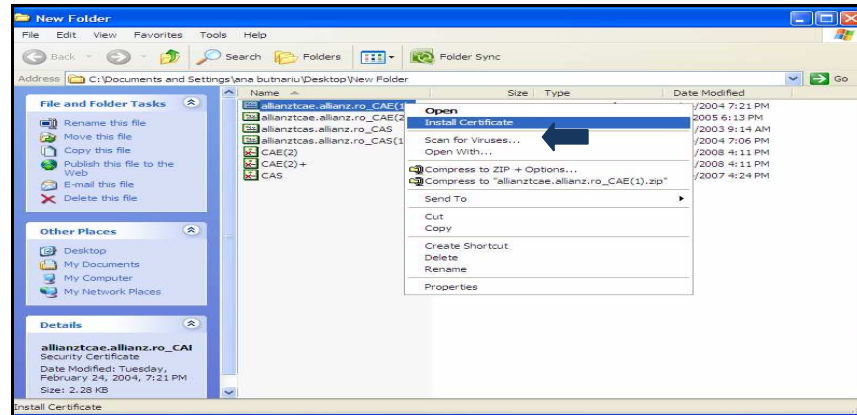 New Folder
File Edit View Favorites Tools Help
Back Search Folders Folder Sync
Address C:\Documents and Settings\ana butnariu\Desktop\New Folder Go
File and Folder Tasks
Rename this file
Move this file
Copy this file
Publish this file to the
Web
E-mail this file
Delete this file
Other Places
Desktop
My Documents
My Computer
My Network Places
Details
allianztcae.allianz.ro_CAE
Security Certificate
Date Modified: Tuesday,
February 24, 2004, 7:21 PM
Size: 2.28 KB
Name Size Type Date Modified
allianztcae.allianz.ro_CAE(1 /2004 7:21 PM
allianztcae.allianz.ro_CAE(2 2005 6:13 PM
allianztcas.allianz.ro_CAS /2003 9:14 AM
allianztcas.allianz.ro_CAS(1 /2004 7:06 PM
CAE(2) /2008 4:11 PM
CAE(2)+ /2008 4:11 PM
CAS /2007 4:24 PM
Open
Install Certificate
Scan for Viruses...
Open With...
Compress to ZIP + Options...
Compress to "allianztcae.allianz.ro_CAE(1).zip"
Send To
Cut
Copy
Create Shortcut
Delete
Rename
Properties
Install Certificate